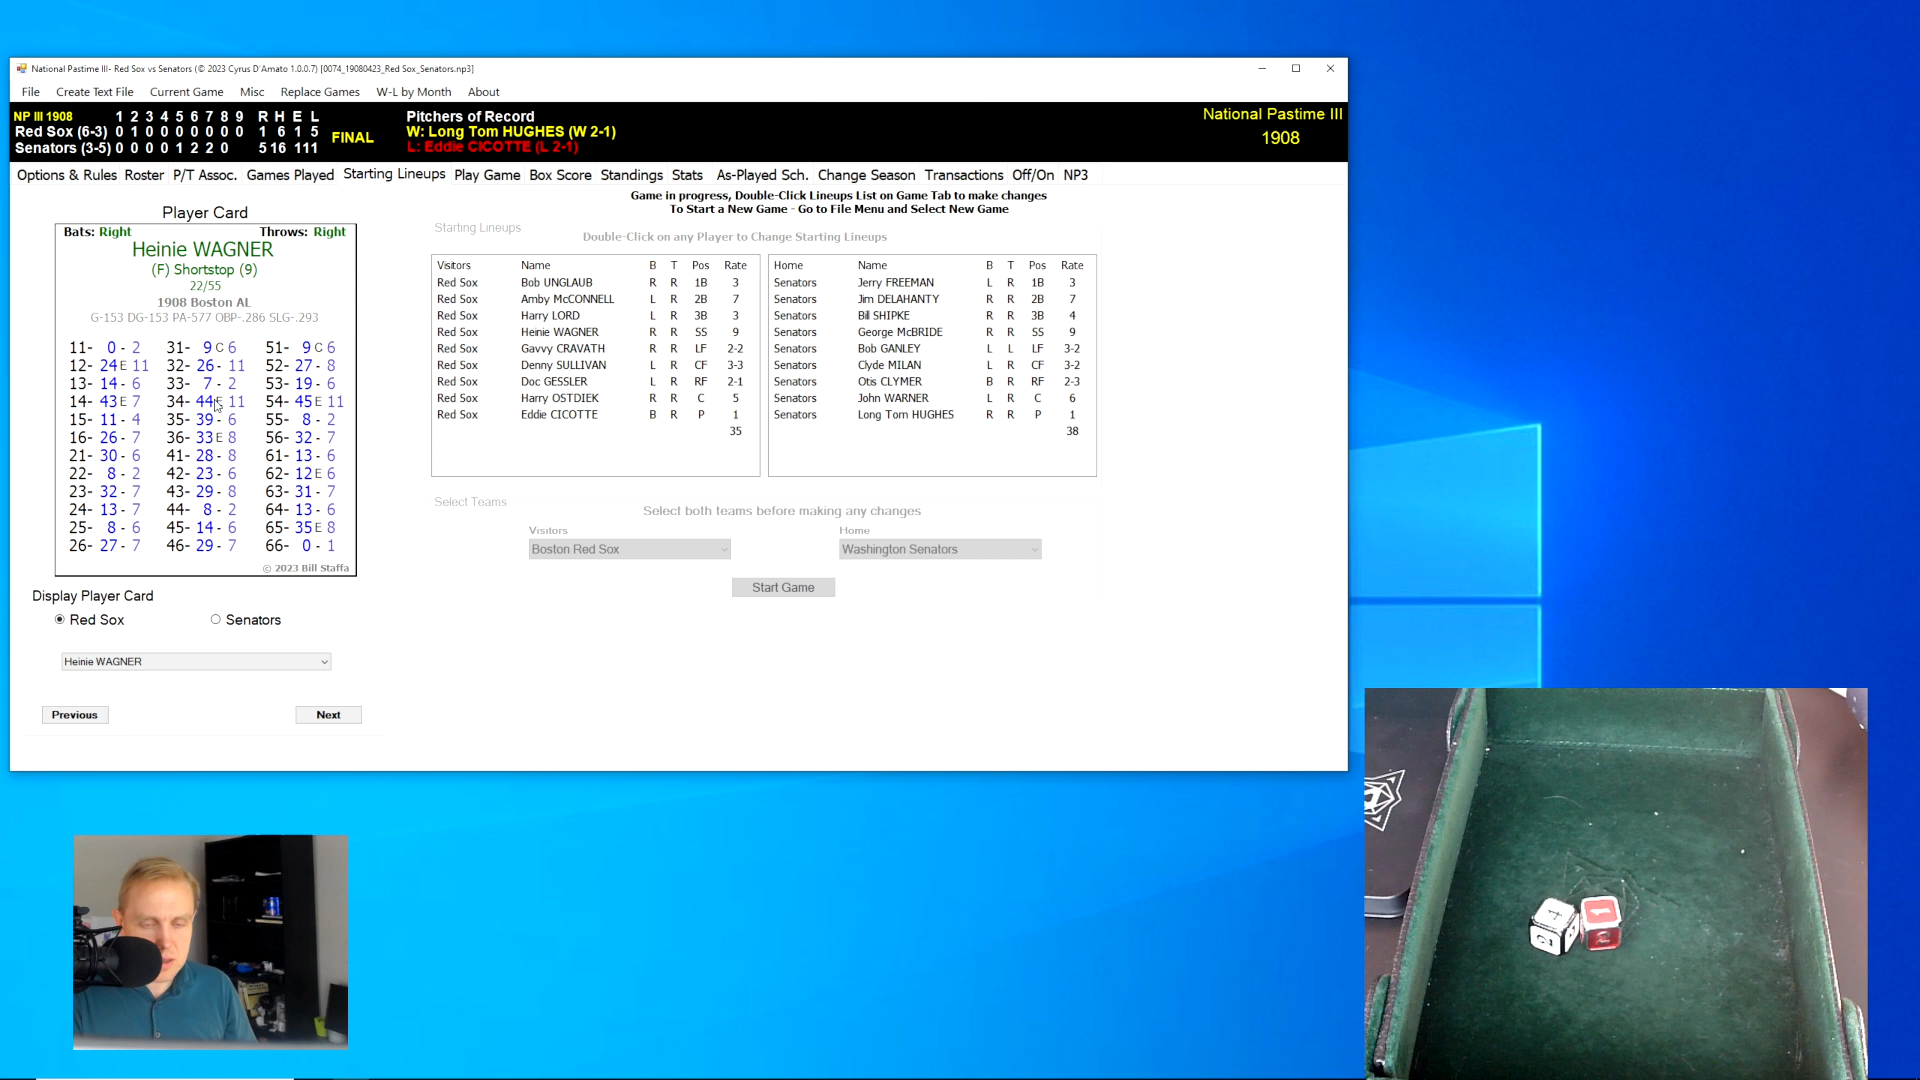 National Pastime III- Red Sox vs Senators (© 2023 Cyrus D'Amato 1.0.0.7) [0074_19080423_Red Sox_Senators.np3]
File Create Text File Current Game Misc Replace Games W-L by Month About
NP III 1908 1 2 3 4 5 6 7 8 9 R H E L
Red Sox (6-3) 0 1 0 0 0 0 0 0 0 1 6 1 5
Senators (3-5) 0 0 0 0 1 2 2 0 5 16 1 11
FINAL
Pitchers of Record
W: Long Tom HUGHES (W 2-1)
L: Eddie CICOTTE (L 2-1)
National Pastime III
1908
Options & Rules Roster P/T Assoc. Games Played Starting Lineups Play Game Box Score Standings Stats As-Played Sch. Change Season Transactions Off/On NP3
Game in progress, Double-Click Lineups List on Game Tab to make changes
To Start a New Game - Go to File Menu and Select New Game
Player Card
Bats: Right Throws: Right
Heinie WAGNER
(F) Shortstop (9)
22/55
1908 Boston AL
G-153 DG-153 PA-577 OBP-.286 SLG-.293
11- 0 - 2 31- 9 C 6 51- 9 C 6
12- 24 E 11 32- 26 - 11 52- 27 - 8
13- 14 - 6 33- 7 - 2 53- 19 - 6
14- 43 E 7 34- 44 E 11 54- 45 E 11
15- 11 - 4 35- 39 - 6 55- 8 - 2
16- 26 - 7 36- 33 E 8 56- 32 - 7
21- 30 - 6 41- 28 - 8 61- 13 - 6
22- 8 - 2 42- 23 - 6 62- 12 E 6
23- 32 - 7 43- 29 - 8 63- 31 - 7
24- 13 - 7 44- 8 - 2 64- 13 - 6
25- 8 - 6 45- 14 - 6 65- 35 E 8
26- 27 - 7 46- 29 - 7 66- 0 - 1
© 2023 Bill Staffa
Display Player Card
Red Sox Senators
Heinie WAGNER
Previous Next
Starting Lineups
Double-Click on any Player to Change Starting Lineups
Visitors Name B T Pos Rate
Red Sox Bob UNGLAUB R R 1B 3
Red Sox Amby McCONNELL L R 2B 7
Red Sox Harry LORD L R 3B 3
Red Sox Heinie WAGNER R R SS 9
Red Sox Gavvy CRAVATH R R LF 2-2
Red Sox Denny SULLIVAN L R CF 3-3
Red Sox Doc GESSLER L R RF 2-1
Red Sox Harry OSTDIEK R R C 5
Red Sox Eddie CICOTTE B R P 1
35
Home Name B T Pos Rate
Senators Jerry FREEMAN L R 1B 3
Senators Jim DELAHANTY R R 2B 7
Senators Bill SHIPKE R R 3B 4
Senators George McBRIDE R R SS 9
Senators Bob GANLEY L L LF 3-2
Senators Clyde MILAN L R CF 3-2
Senators Otis CLYMER B R RF 2-3
Senators John WARNER L R C 6
Senators Long Tom HUGHES R R P 1
38
Select Teams
Select both teams before making any changes
Visitors Home
Boston Red Sox Washington Senators
Start Game
4
2
1
2